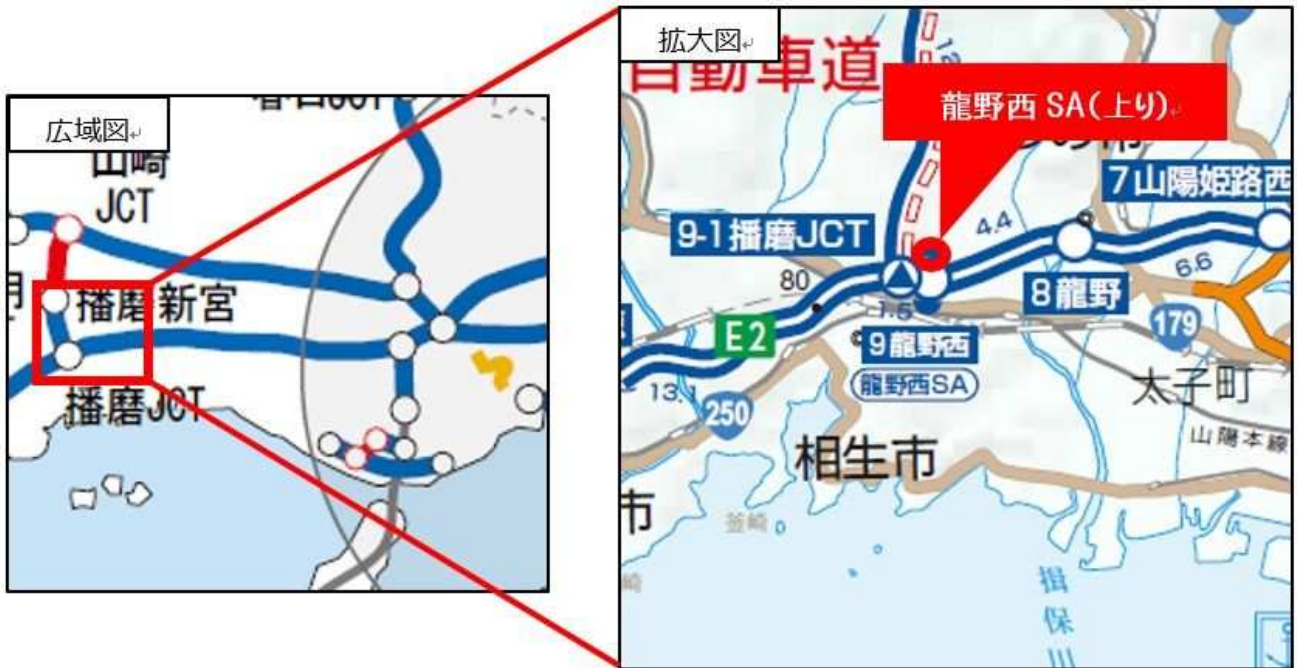 広域図
山崎
JCT
播磨新宮
播磨JCT
拡大図
自動車道
龍野西 SA(上り)
7山陽姫路西
9-1播磨JCT
4.4
6.6
80
8龍野
1.5
E2
9龍野西
179
龍野西SA
太子町
13.1
250
山陽本線
相生市
市
釜崎
崎
揖保川